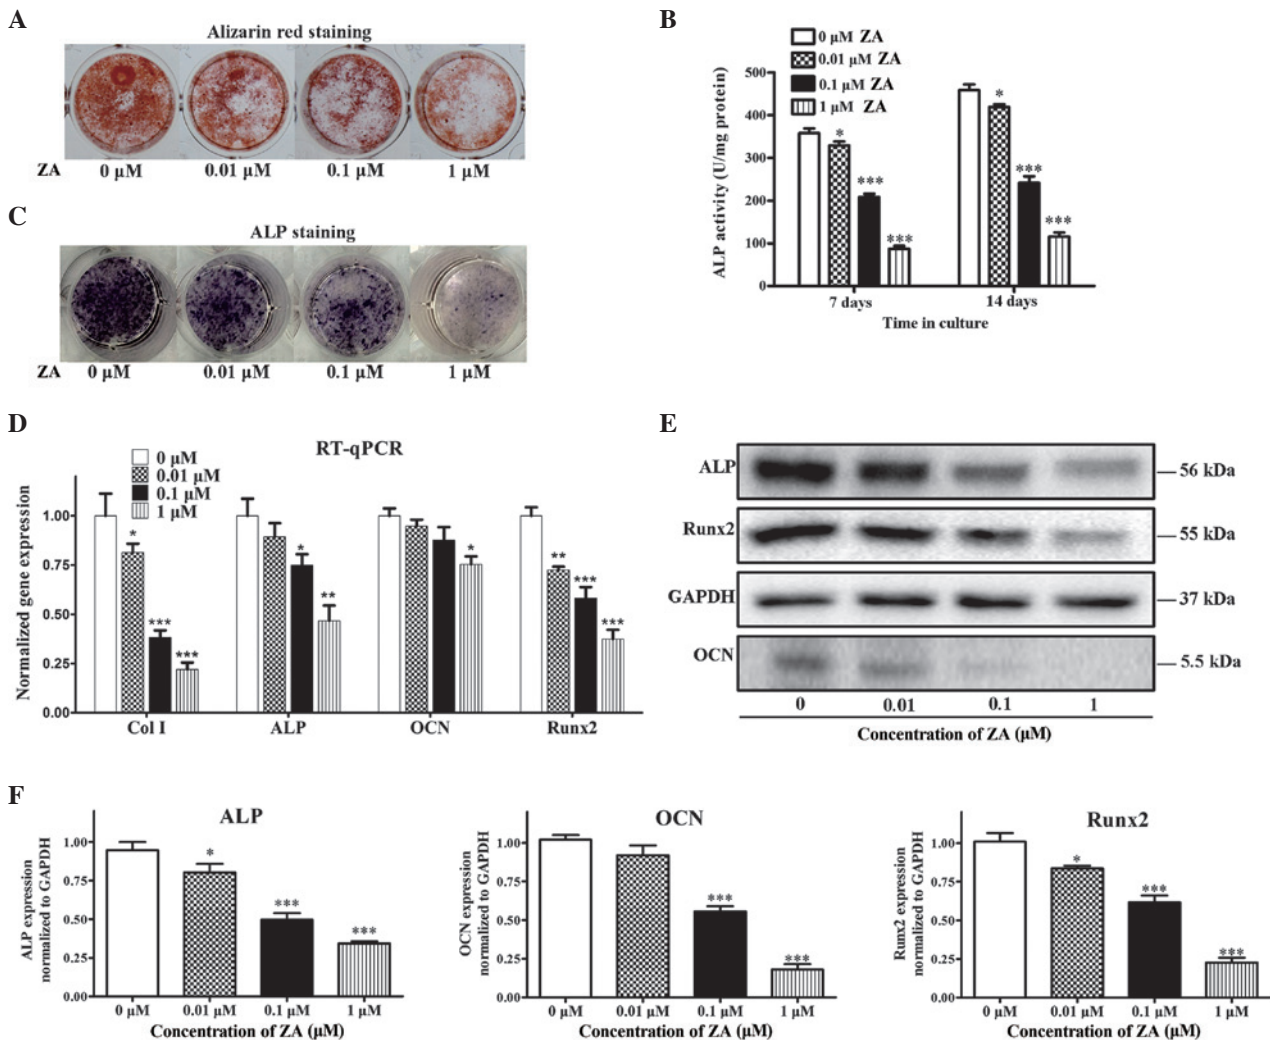 A
Alizarin red staining
ZA 0 μM 0.01 μM 0.1 μM 1 μM
B
0 μM ZA
0.01 μM ZA
0.1 μM ZA
1 μM ZA
ALP activity (U/mg protein)
500
400
300
200
100
0
* *** *** * *** ***
7 days 14 days
Time in culture
C
ALP staining
ZA 0 μM 0.01 μM 0.1 μM 1 μM
D
RT-qPCR
0 μM
0.01 μM
0.1 μM
1 μM
Normalized gene expression
1.00
0.75
0.50
0.25
0.00
* *** *** * ** * ** *** ***
Col I ALP OCN Runx2
E
ALP 56 kDa
Runx2 55 kDa
GAPDH 37 kDa
OCN 5.5 kDa
0 0.01 0.1 1
Concentration of ZA (μM)
F
ALP
ALP expression
normalized to GAPDH
1.00
0.75
0.50
0.25
0.00
* *** ***
0 μM 0.01 μM 0.1 μM 1 μM
Concentration of ZA (μM)
OCN
OCN expression
normalized to GAPDH
1.00
0.75
0.50
0.25
0.00
*** 
0 μM 0.01 μM 0.1 μM 1 μM
Concentration of ZA (μM)
Runx2
Runx2 expression
normalized to GAPDH
1.00
0.75
0.50
0.25
0.00
* *** ***
0 μM 0.01 μM 0.1 μM 1 μM
Concentration of ZA (μM)